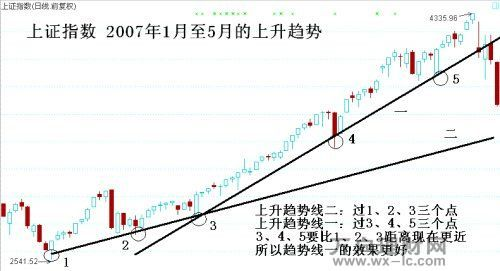 上证指数(日线.前复权)
4335.96
上证指数 2007年1月至5月的上升趋势
5
一
4
二
3
2
1
上升趋势线二：过1、2、3三个点
上升趋势线一：过3、4、5三个点
3、4、5要比1、2、3距离现在更近
所以趋势线一的效果更好
2541.52